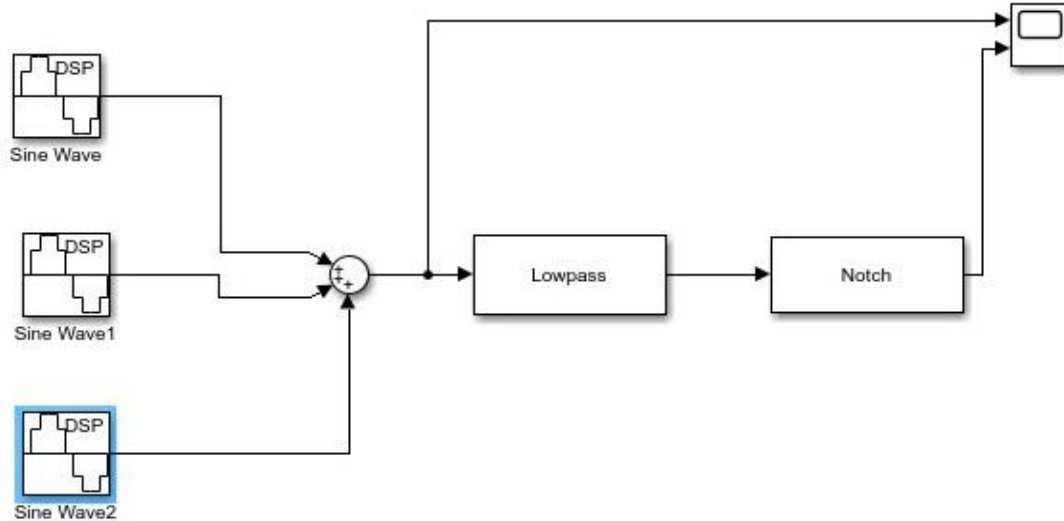 DSP
Sine Wave
DSP
Sine Wave1
+
+
+
Lowpass
Notch
DSP
Sine Wave2